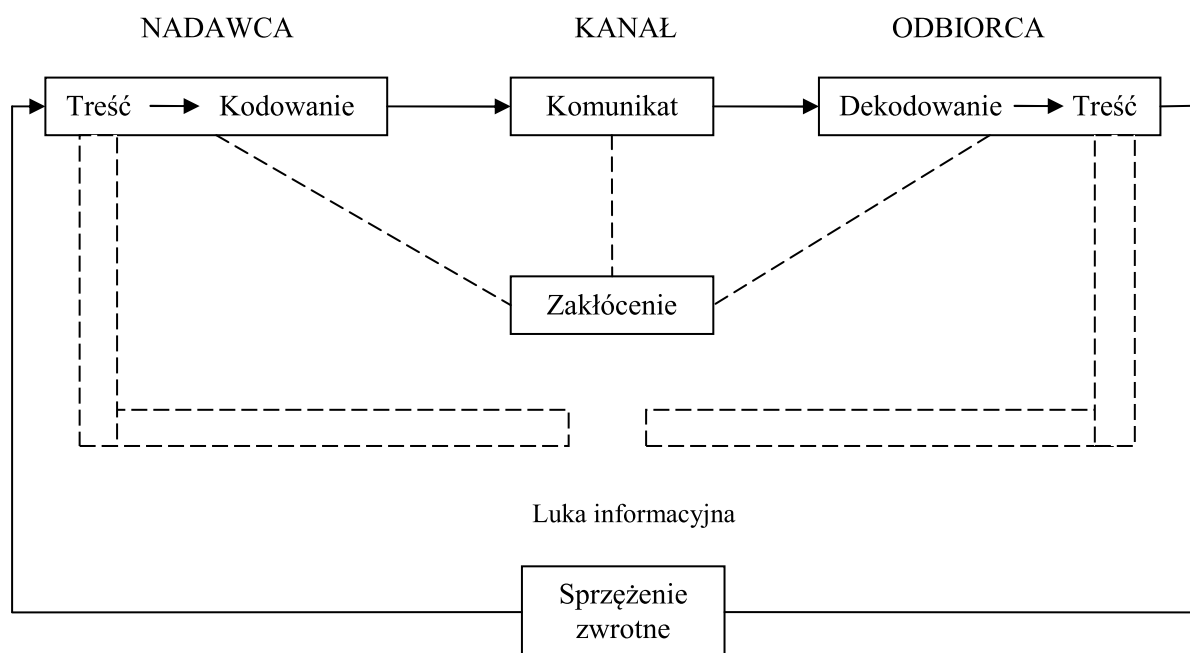 NADAWCA KANAŁ ODBIORCA
Treść Kodowanie Komunikat Dekodowanie Treść
Zakłócenie
Luka informacyjna
Sprzężenie
zwrotne